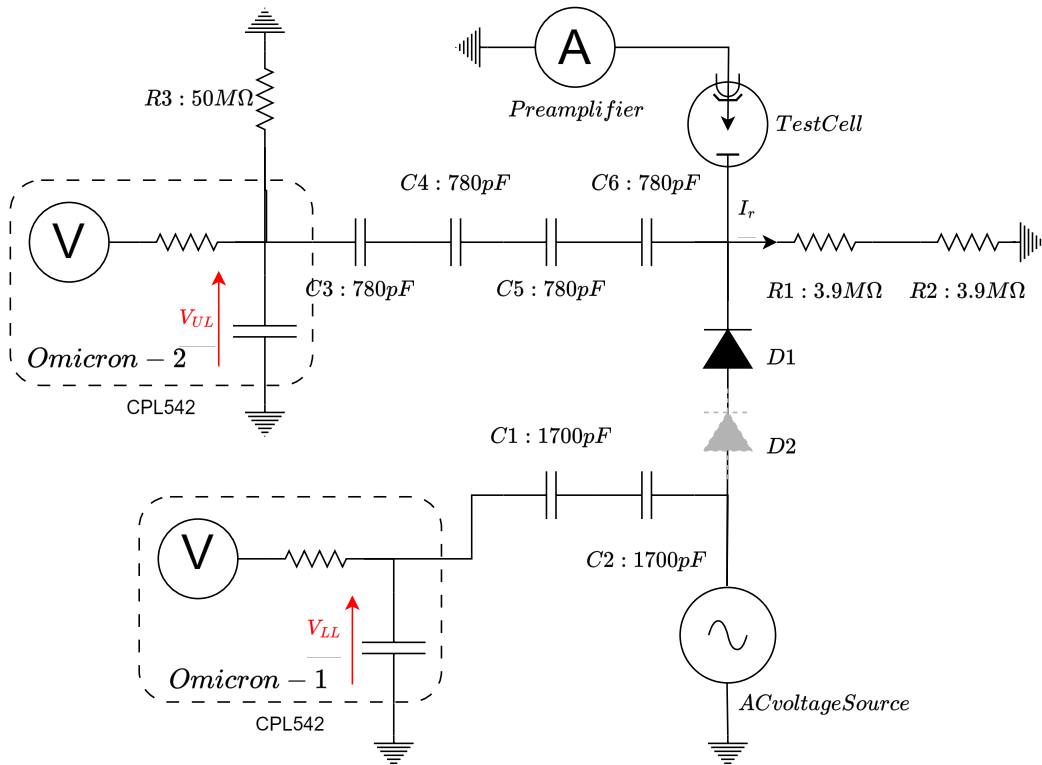 A
Preamplifier
R3 : 50MΩ
TestCell
C4 : 780pF
C6 : 780pF
I_r
V
C3 : 780pF
C5 : 780pF
R1 : 3.9MΩ
R2 : 3.9MΩ
V_UL
Omicron − 2
D1
CPL542
C1 : 1700pF
D2
V
C2 : 1700pF
V_LL
Omicron − 1
ACvoltageSource
CPL542